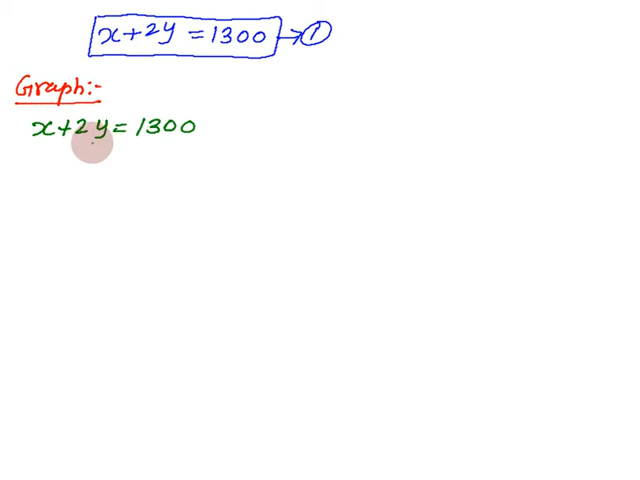 x+2y = 1300 → ①
Graph:-
x+2y = 1300